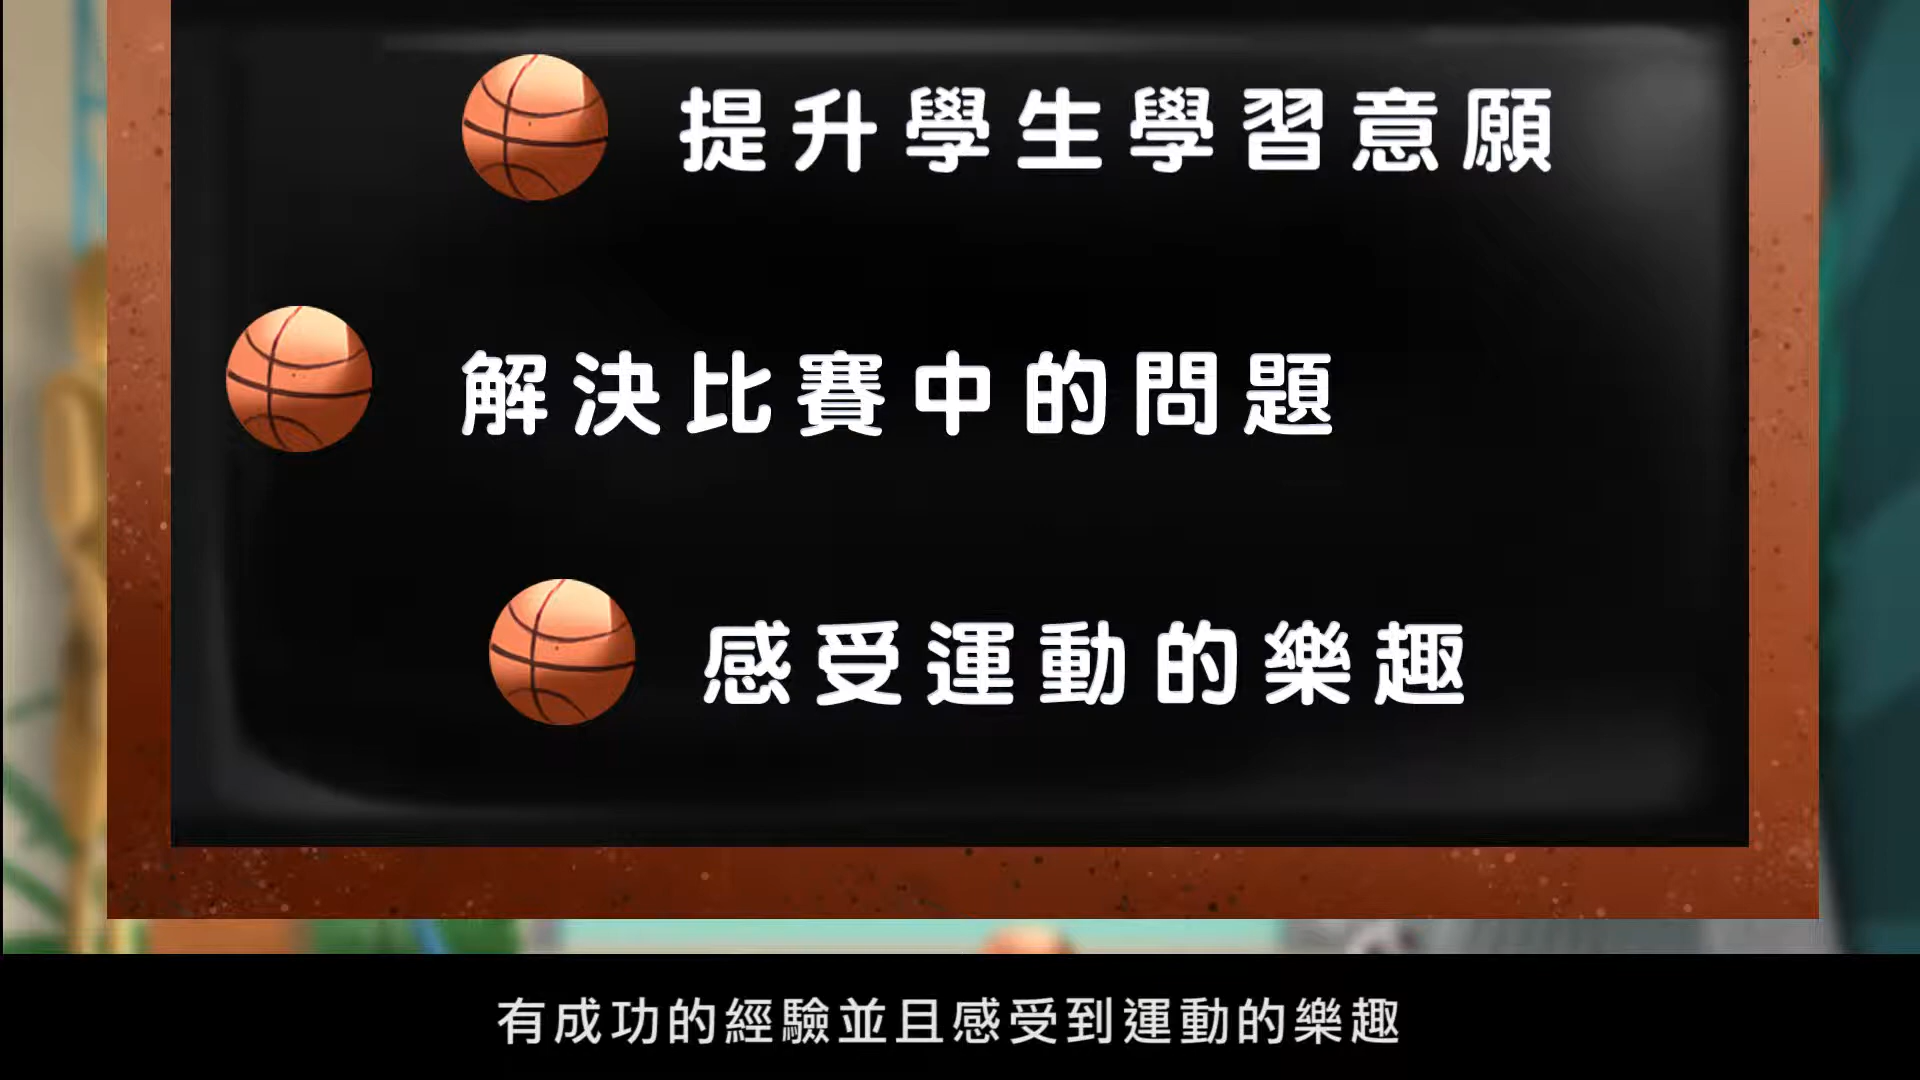 提升學生學習意願
解決比賽中的問題
感受運動的樂趣
有成功的經驗並且感受到運動的樂趣